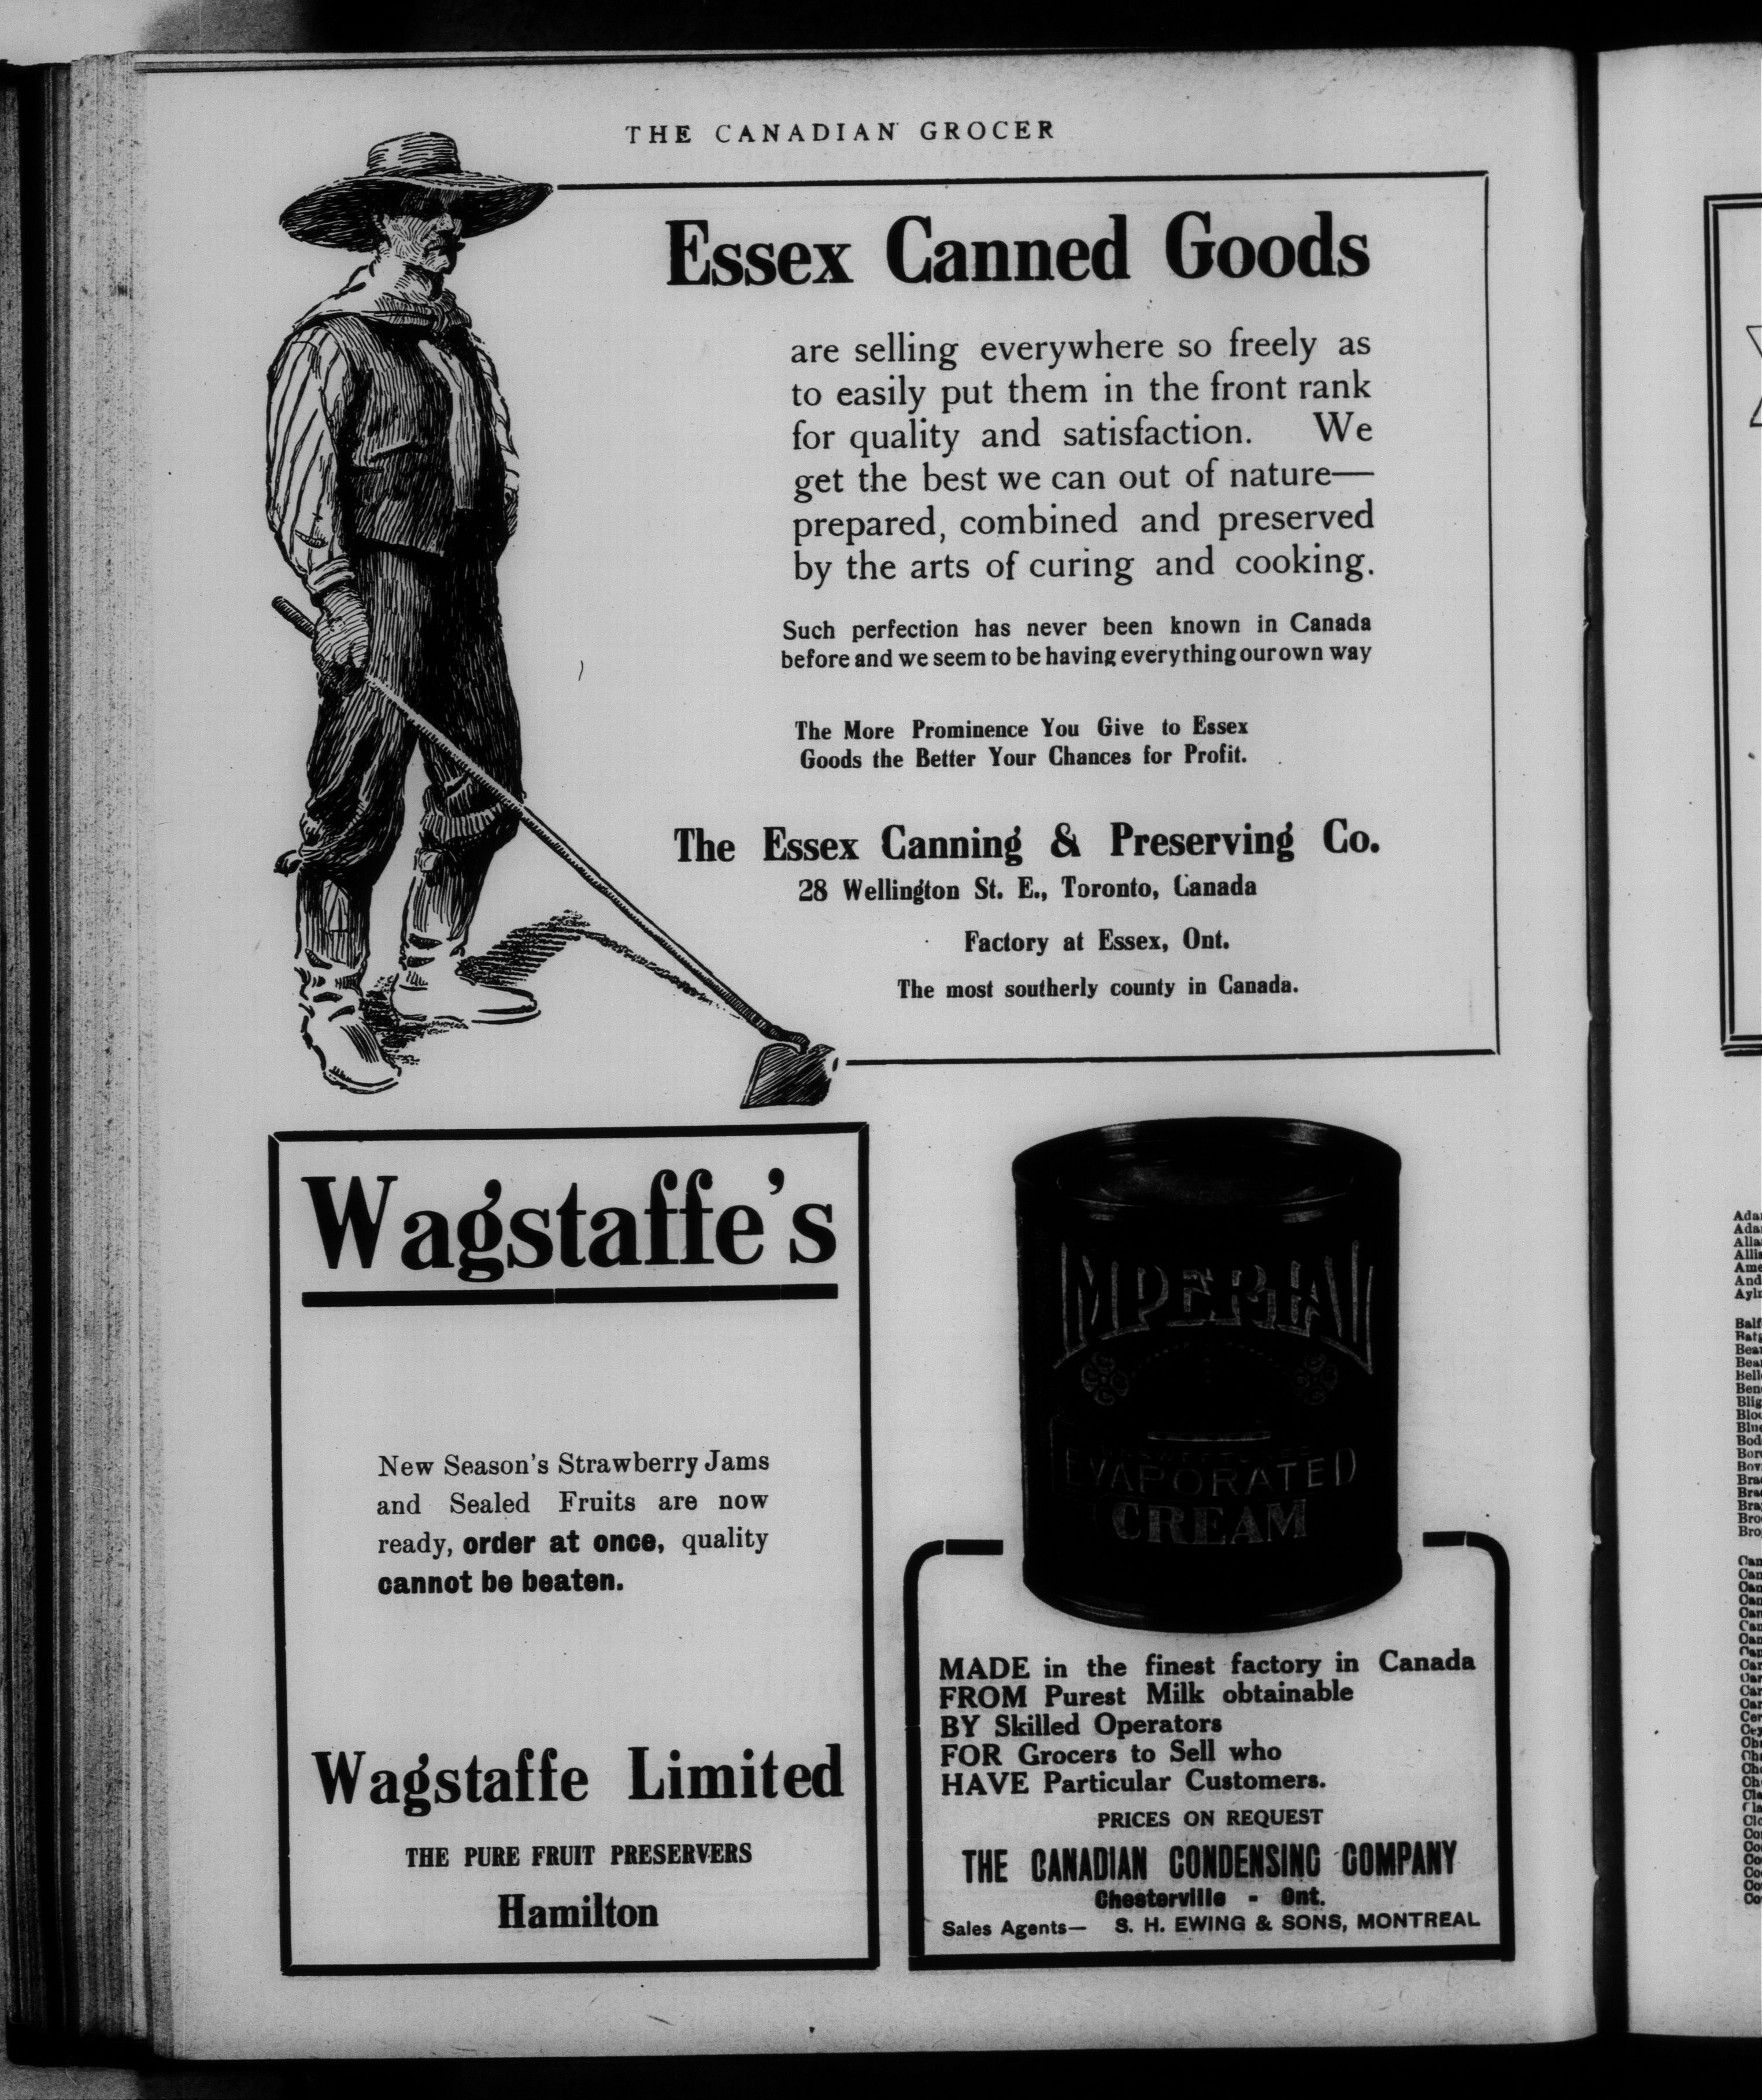 THE CANADIAN GROCER
Essex Canned Goods
are selling everywhere so freely as
to easily put them in the front rank
for quality and satisfaction. We
get the best we can out of nature—
prepared, combined and preserved
by the arts of curing and cooking.
Such perfection has never been known in Canada
before and we seem to be having everything our own way
The More Prominence You Give to Essex
Goods the Better Your Chances for Profit.
The Essex Canning & Preserving Co.
28 Wellington St. E., Toronto, Canada
Factory at Essex, Ont.
The most southerly county in Canada.
Wagstaffe's
New Season's Strawberry Jams
and Sealed Fruits are now
ready, order at once, quality
cannot be beaten.
Wagstaffe Limited
THE PURE FRUIT PRESERVERS
Hamilton
IMPERIAL
EVAPORATED
CREAM
MADE in the finest factory in Canada
FROM Purest Milk obtainable
BY Skilled Operators
FOR Grocers to Sell who
HAVE Particular Customers.
PRICES ON REQUEST
THE CANADIAN CONDENSING COMPANY
Chesterville - Ont.
Sales Agents— S. H. EWING & SONS, MONTREAL